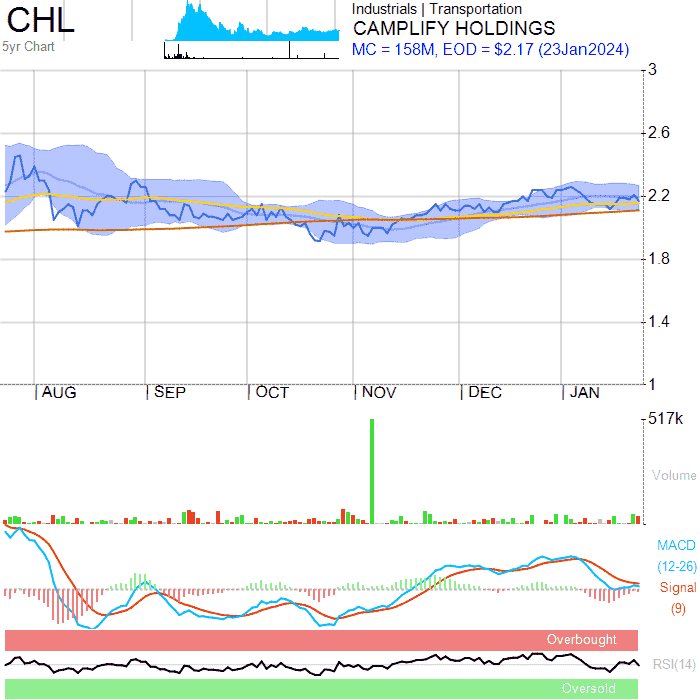 CHL
5yr Chart
Industrials | Transportation
CAMPLIFY HOLDINGS
MC = 158M, EOD = $2.17 (23Jan2024)
3
2.6
2.2
1.8
1.4
1
AUG SEP OCT NOV DEC JAN
517k
Volume
MACD
(12-26)
Signal
(9)
Overbought
RSI(14)
Oversold